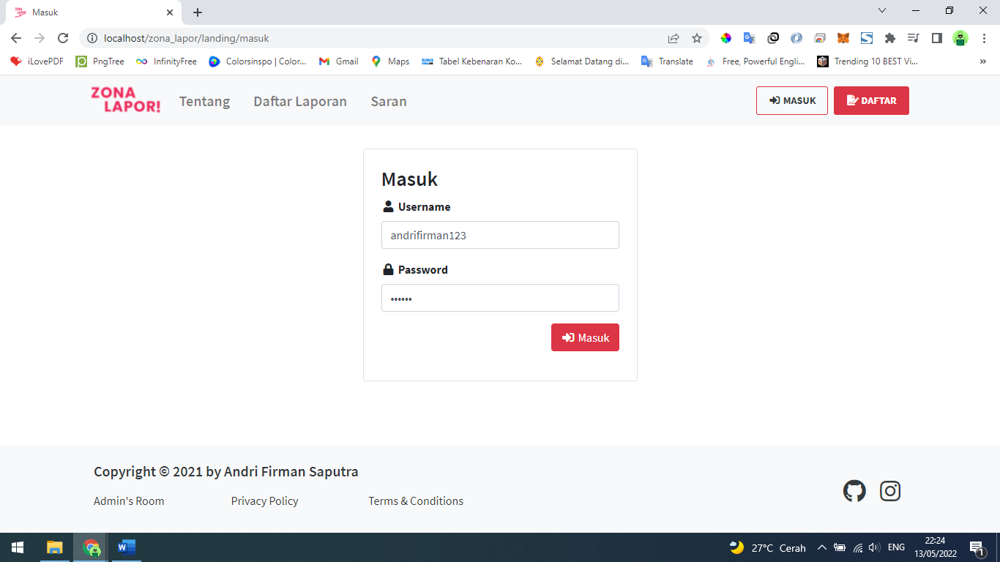 Masuk
localhost/zona_lapor/landing/masuk
iLovePDF PngTree InfinityFree Colorsinspo | Color... Gmail Maps Tabel Kebenaran Ko... Selamat Datang di... Translate Free, Powerful Engli... Trending 10 BEST Vi... »
ZONA
LAPOR!
Tentang Daftar Laporan Saran MASUK DAFTAR
Masuk
Username
andrifirman123
Password
••••••
Masuk
Copyright © 2021 by Andri Firman Saputra
Admin's Room Privacy Policy Terms & Conditions
27°C Cerah ENG 22:24
13/05/2022
1